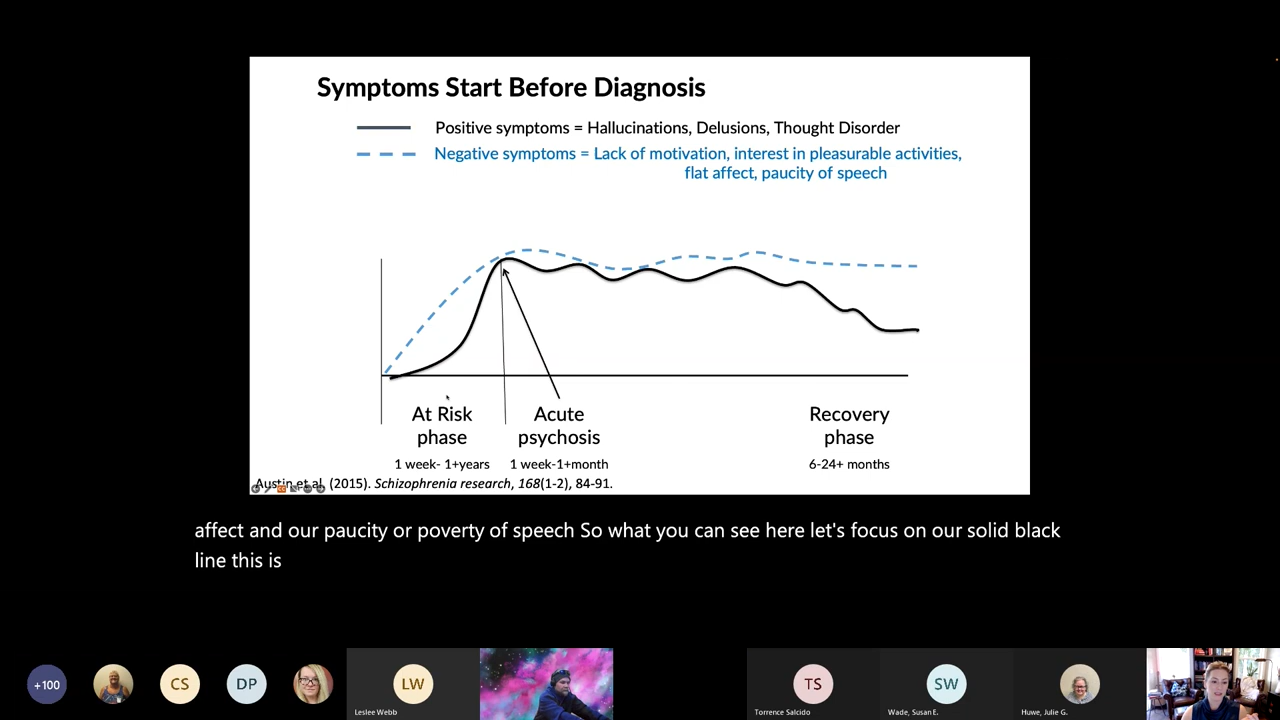 Symptoms Start Before Diagnosis
Positive symptoms = Hallucinations, Delusions, Thought Disorder
Negative symptoms = Lack of motivation, interest in pleasurable activities,
flat affect, paucity of speech
At Risk
phase
1 week- 1+years
Acute
psychosis
1 week-1+month
Recovery
phase
6-24+ months
Austin et al. (2015). Schizophrenia research, 168(1-2), 84-91.
affect and our paucity or poverty of speech So what you can see here let's focus on our solid black
line this is
+100
CS
DP
LW
Leslee Webb
TS
Torrence Salcido
SW
Wade, Susan E.
Huwe, Julie G.